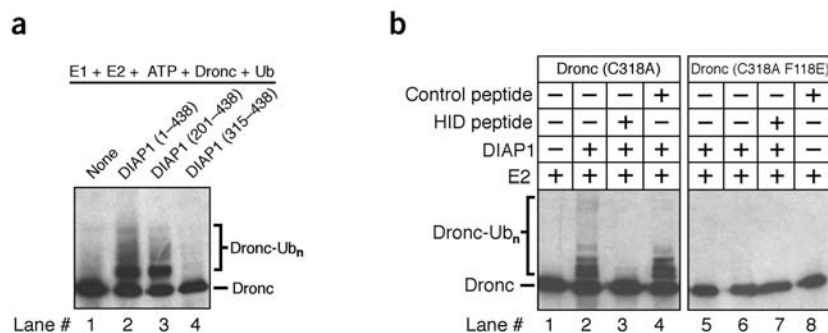 a
E1 + E2 + ATP + Dronc + Ub
None
DIAP1 (1–438)
DIAP1 (201–438)
DIAP1 (315–438)
Dronc-Ubn
Dronc
Lane # 1 2 3 4
b
Dronc (C318A) Dronc (C318A F118E)
Control peptide − − − + − − − +
HID peptide − − + − − − + −
DIAP1 − + + + + + + −
E2 + + + + + + + +
Dronc-Ubn
Dronc
Lane # 1 2 3 4 5 6 7 8